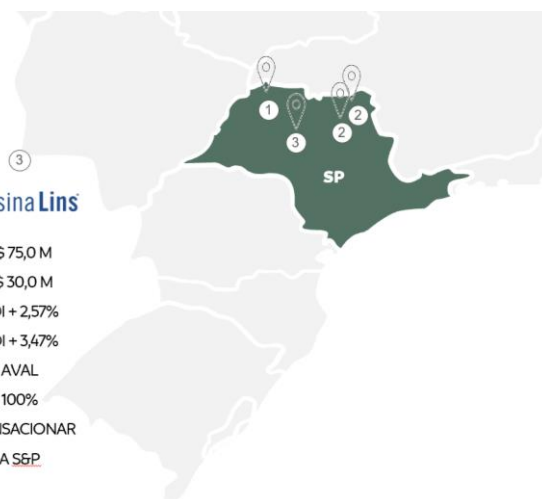 1
2
2
3
SP
3
sina Lins
$ 75,0 M
$ 30,0 M
I + 2,57%
I + 3,47%
AVAL
100%
SACIONAR
A S&P